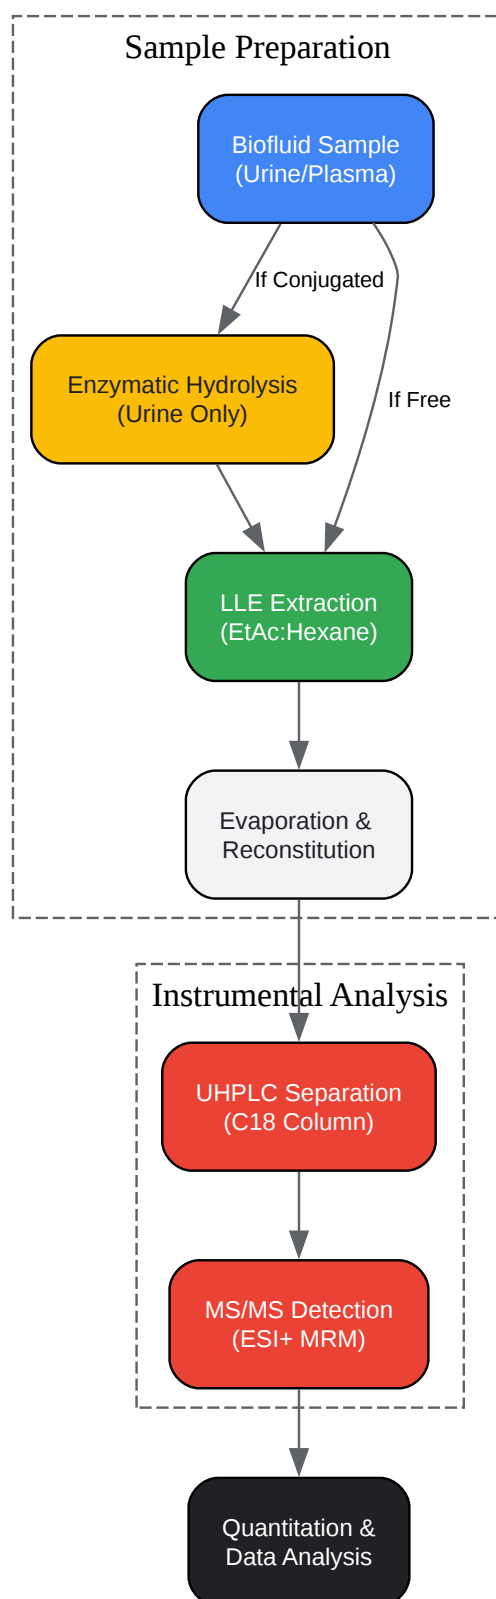 Sample Preparation
Biofluid Sample
(Urine/Plasma)
If Conjugated
Enzymatic Hydrolysis
(Urine Only)
If Free
LLE Extraction
(EtAc:Hexane)
Evaporation &
Reconstitution
Instrumental Analysis
UHPLC Separation
(C18 Column)
MS/MS Detection
(ESI+ MRM)
Quantitation &
Data Analysis